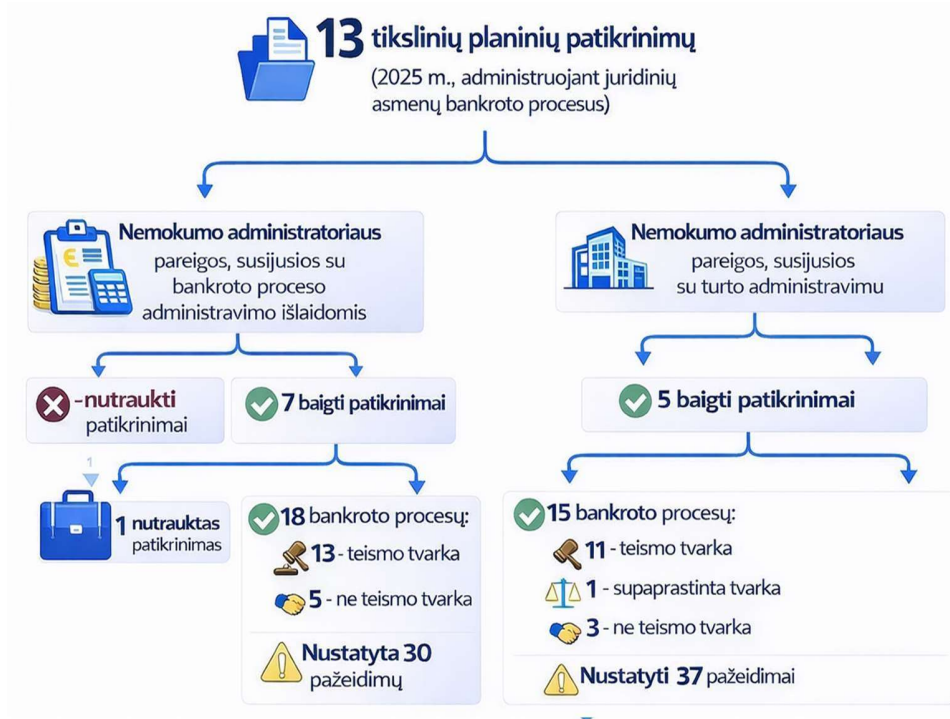 13 tikslinių planinių patikrinimų
(2025 m., administruojant juridinių
asmenų bankroto procesus)
Nemokumo administratoriaus
pareigos, susijusios su
bankroto proceso
administravimo išlaidomis
Nemokumo administratoriaus
pareigos, susijusios
su turto administravimu
-nutraukti
patikrinimai
7 baigti patikrinimai
5 baigti patikrinimai
1
1 nutrauktas
patikrinimas
18 bankroto procesų:
13 - teismo tvarka
5 - ne teismo tvarka
Nustatyta 30
pažeidimų
15 bankroto procesų:
11 - teismo tvarka
1 - supaprastinta tvarka
3 - ne teismo tvarka
Nustatyti 37 pažeidimai